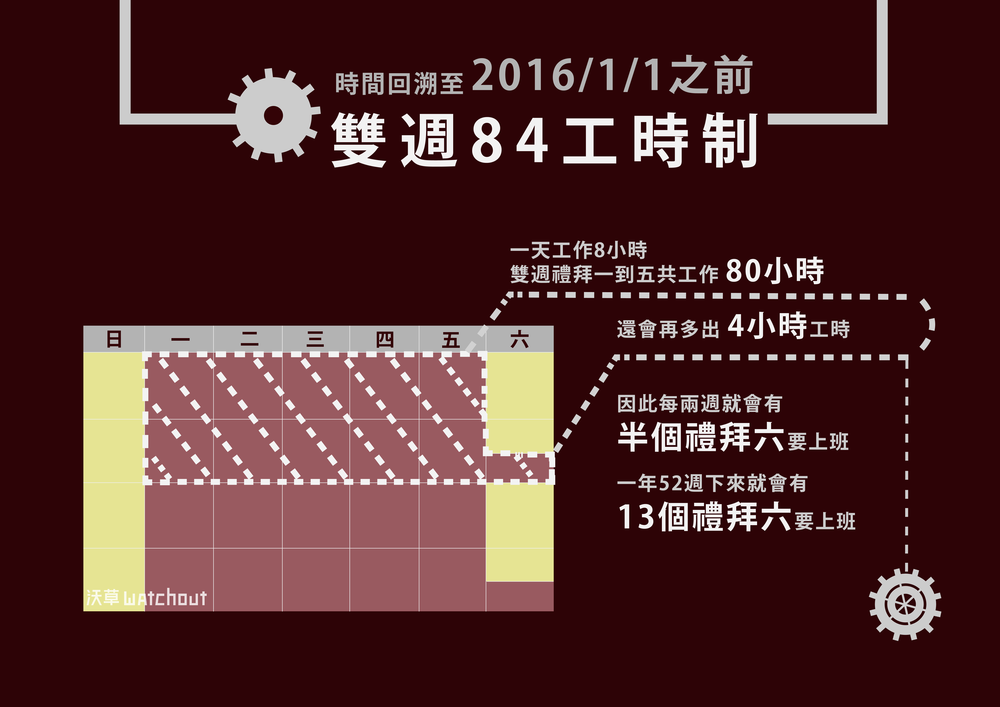 時間回溯至 2016/1/1之前
雙週84工時制
一天工作8小時
雙週禮拜一到五共工作 80小時
還會再多出 4小時工時
日 一 二 三 四 五 六
因此每兩週就會有
半個禮拜六要上班
一年52週下來就會有
13個禮拜六要上班
沃草 watchout